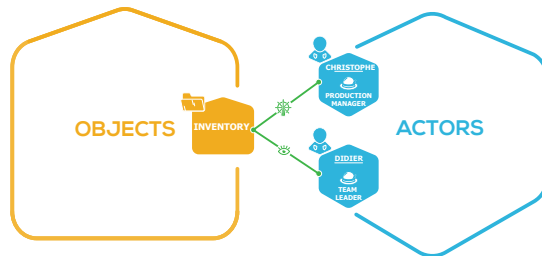 OBJECTS
INVENTORY
CHRISTOPHE
PRODUCTION
MANAGER
DIDIER
TEAM
LEADER
ACTORS